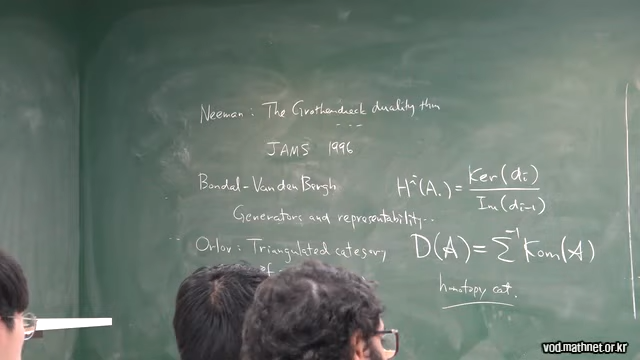 Neeman : The Grothendieck duality thm
...
JAMS 1996
Bondal-Van den Bergh
Generators and representability..
Orlov : Triangulated category
of
H^i(A.) = Ker(d_i) / Im(d_{i-1})
D(A) = Σ^{-1} Kom(A)
homotopy cat.
vod.mathnet.or.kr